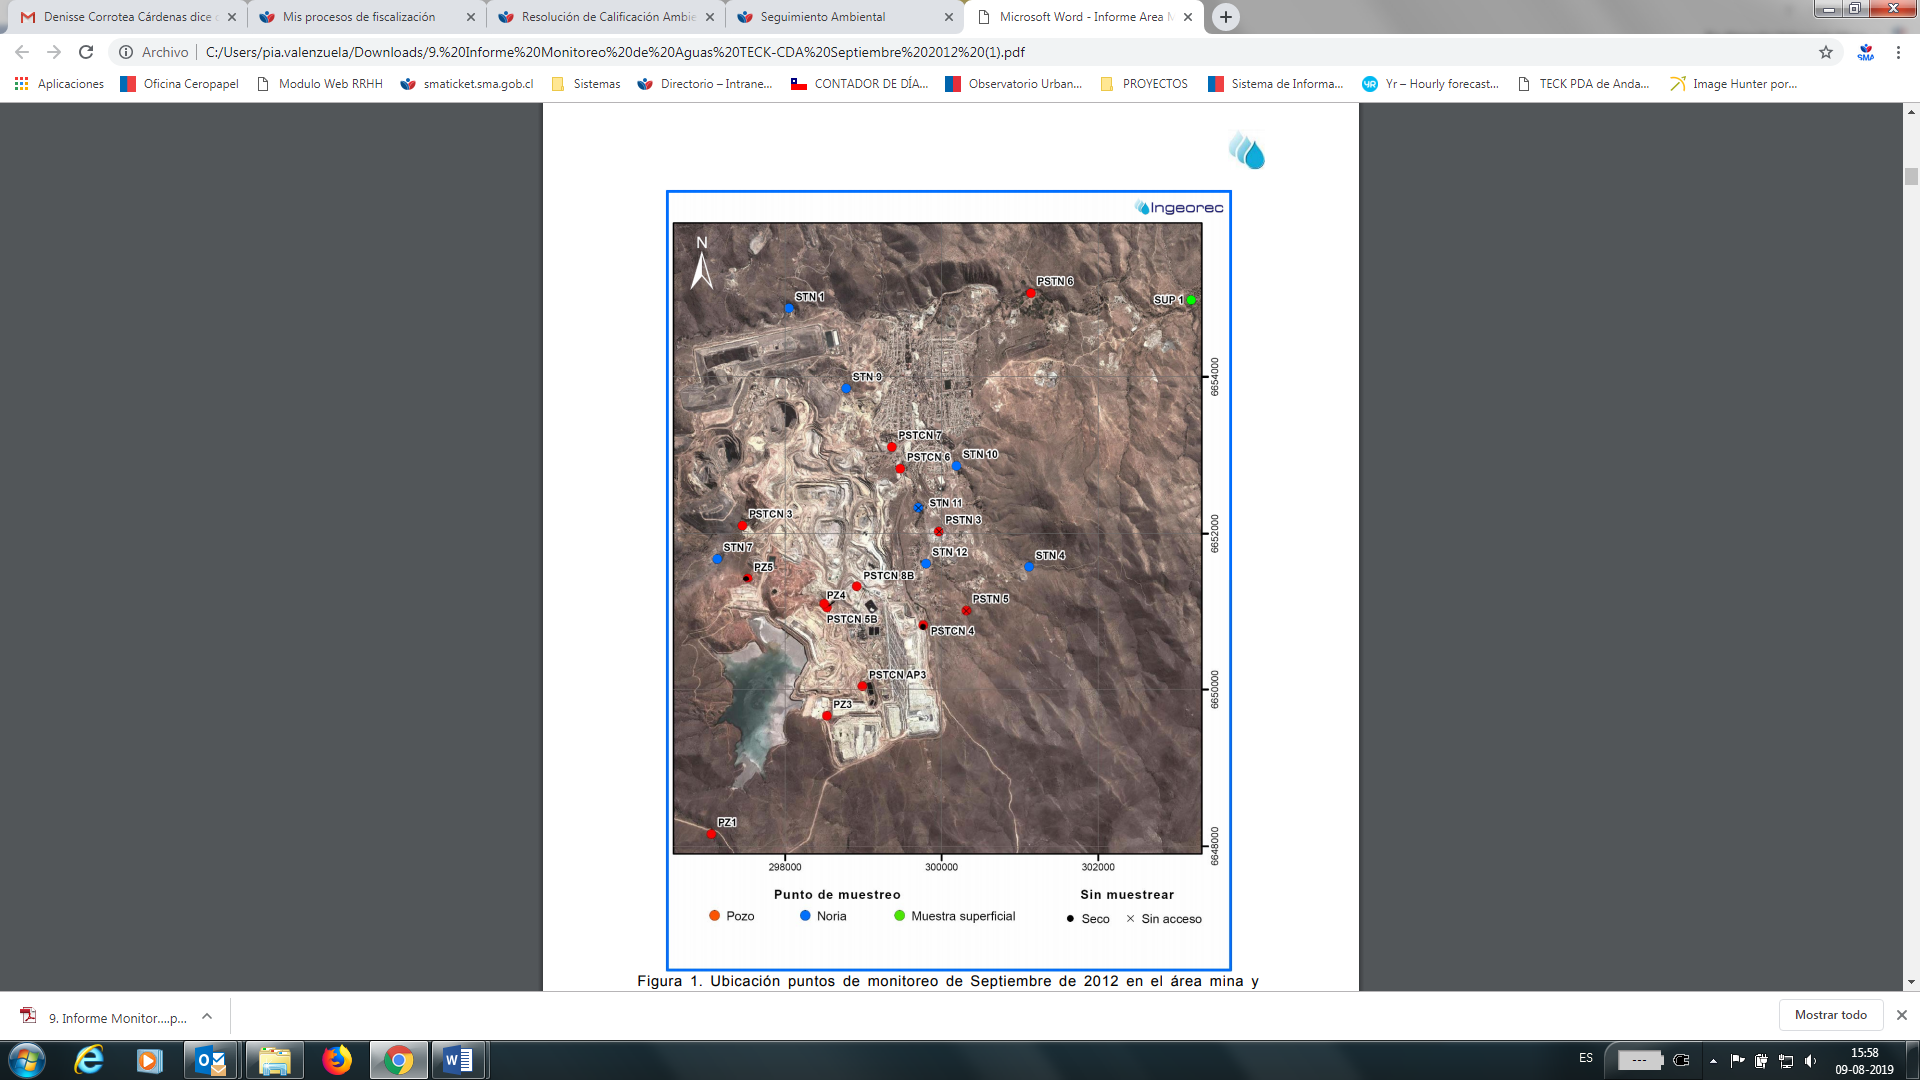 Denisse Corrotea Cárdenas dice
Mis procesos de fiscalización
Resolución de Calificación Ambie
Seguimiento Ambiental
Microsoft Word - Informe Area M
Archivo
C:/Users/pia.valenzuela/Downloads/9.%20Informe%20Monitoreo%20de%20Aguas%20TECK-CDA%20Septiembre%202012%20(1).pdf
SMA
Aplicaciones
Oficina Ceropapel
Modulo Web RRHH
smaticket.sma.gob.cl
Sistemas
Directorio – Intrane...
CONTADOR DE DÍA...
Observatorio Urban...
PROYECTOS
Sistema de Informa...
Yr – Hourly forecast...
TECK PDA de Anda...
Image Hunter por...
Ingeorec
N
PSTN 6
STN 1
SUP 1
6654000
STN 9
PSTCN 7
PSTCN 6
STN 10
STN 11
PSTCN 3
PSTN 3
6652000
STN 7
STN 12
STN 4
PZ5
PSTCN 8B
PZ4
PSTN 5
PSTCN 5B
PSTCN 4
PSTCN AP3
6650000
PZ3
PZ1
6648000
298000
300000
302000
Punto de muestreo
Sin muestrear
Pozo
Noria
Muestra superficial
Seco
Sin acceso
Figura 1. Ubicación puntos de monitoreo de Septiembre de 2012 en el área mina y
9. Informe Monitor....p...
Mostrar todo
ES
15:58
09-08-2019